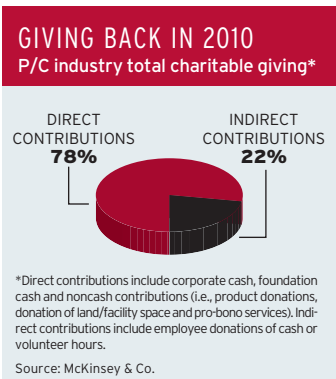 GIVING BACK IN 2010
P/C industry total charitable giving*
DIRECT
CONTRIBUTIONS
78%
INDIRECT
CONTRIBUTIONS
22%
*Direct contributions include corporate cash, foundation
cash and noncash contributions (i.e., product donations,
donation of land/facility space and pro-bono services). Indi-
rect contributions include employee donations of cash or
volunteer hours.
Source: McKinsey & Co.